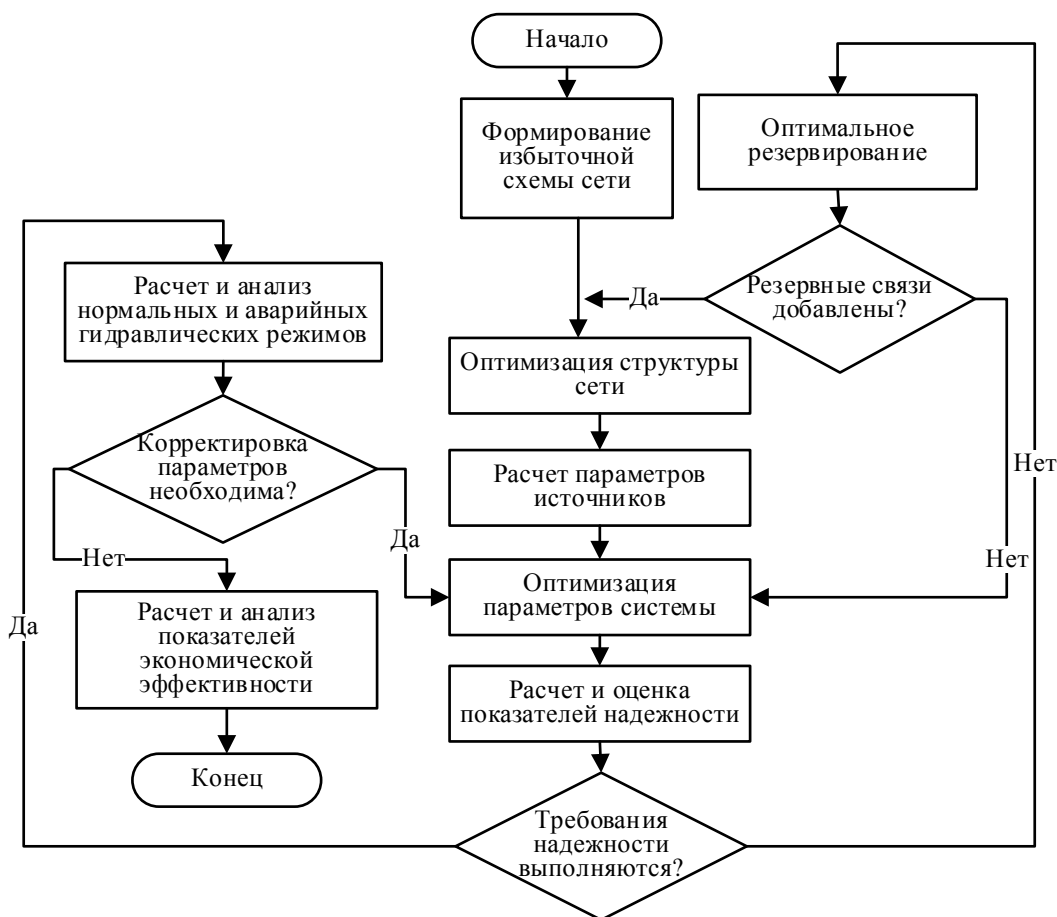 Начало
Формирование
избыточной
схемы сети
Оптимальное
резервирование
Резервные связи
добавлены?
Да
Нет
Оптимизация структуры
сети
Расчет параметров
источников
Оптимизация
параметров системы
Расчет и оценка
показателей надежности
Требования
надежности
выполняются?
Нет
Да
Расчет и анализ
нормальных и аварийных
гидравлических режимов
Корректировка
параметров
необходима?
Да
Нет
Расчет и анализ
показателей
экономической
эффективности
Конец